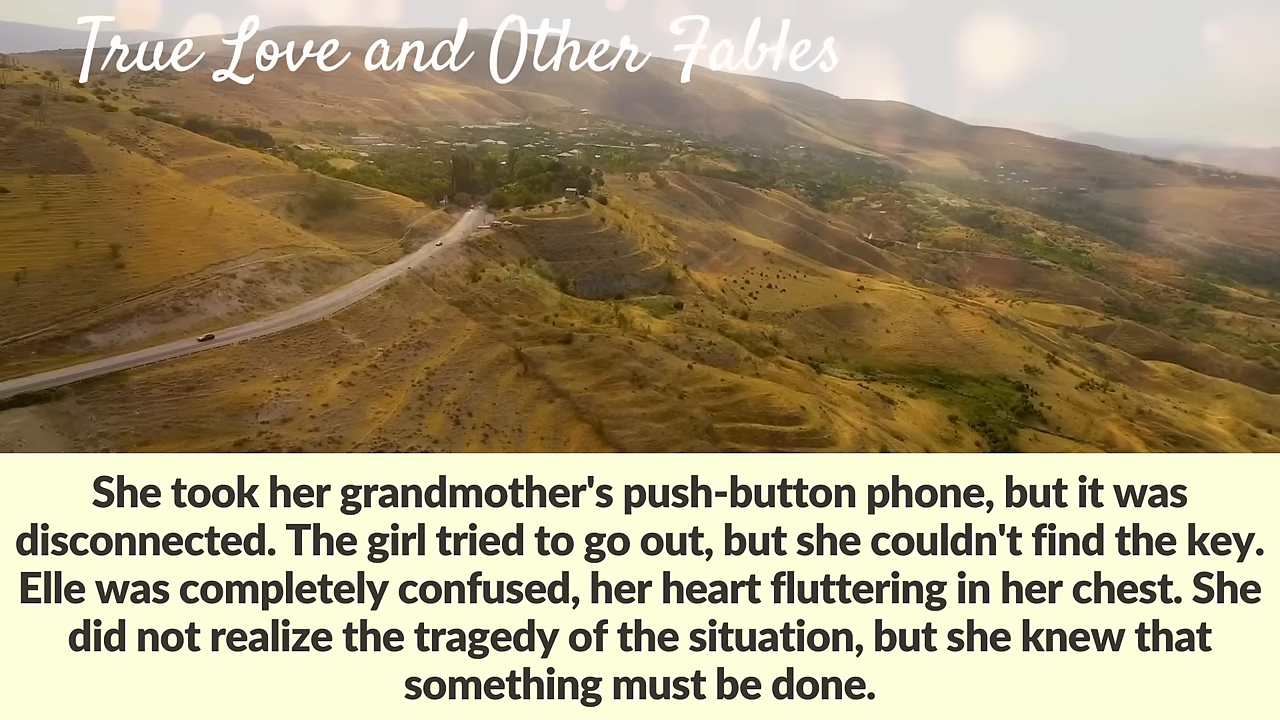 True Love and Other Fables
She took her grandmother's push-button phone, but it was
disconnected. The girl tried to go out, but she couldn't find the key.
Elle was completely confused, her heart fluttering in her chest. She
did not realize the tragedy of the situation, but she knew that
something must be done.